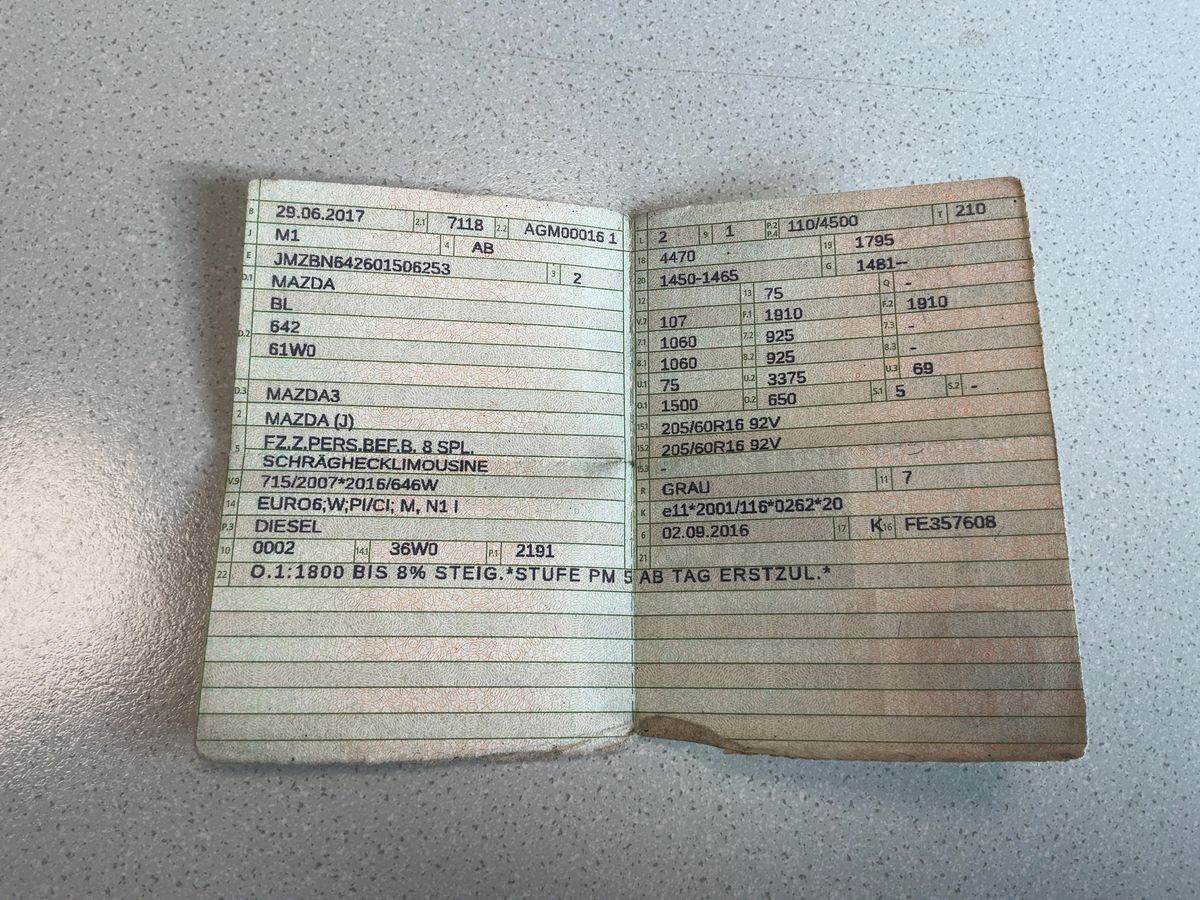 B 29.06.2017 2.1 7118 2.2 AGM00016 1
J M1 4 AB
E JMZBN642601506253 3 2
D.1 MAZDA
BL
D.2 642
61W0
D.3 MAZDA3
2 MAZDA (J)
5 FZ.Z.PERS.BEF.B. 8 SPL.
SCHRÄGHECKLIMOUSINE
V.9 715/2007*2016/646W
14 EURO6;W;PI/CI; M, N1 I
P.3 DIESEL
10 0002 14.1 36W0 P.1 2191
L 2 9 1 P.2 P.4 110/4500 T 210
18 4470 19 1795
20 1450-1465 G 1481--
12 13 75 Q -
V.7 107 F.1 1910 F.2 1910
7.1 1060 7.2 925 7.3 -
8.1 1060 8.2 925 8.3 -
U.1 75 U.2 3375 U.3 69
O.1 1500 O.2 650 S.1 5 S.2 -
15.1 205/60R16 92V
15.2 205/60R16 92V
15.3 -
R GRAU 11 7
K e11*2001/116*0262*20
6 02.09.2016 17 K 16 FE357608
21
22 O.1:1800 BIS 8% STEIG.*STUFE PM 5 AB TAG ERSTZUL.*